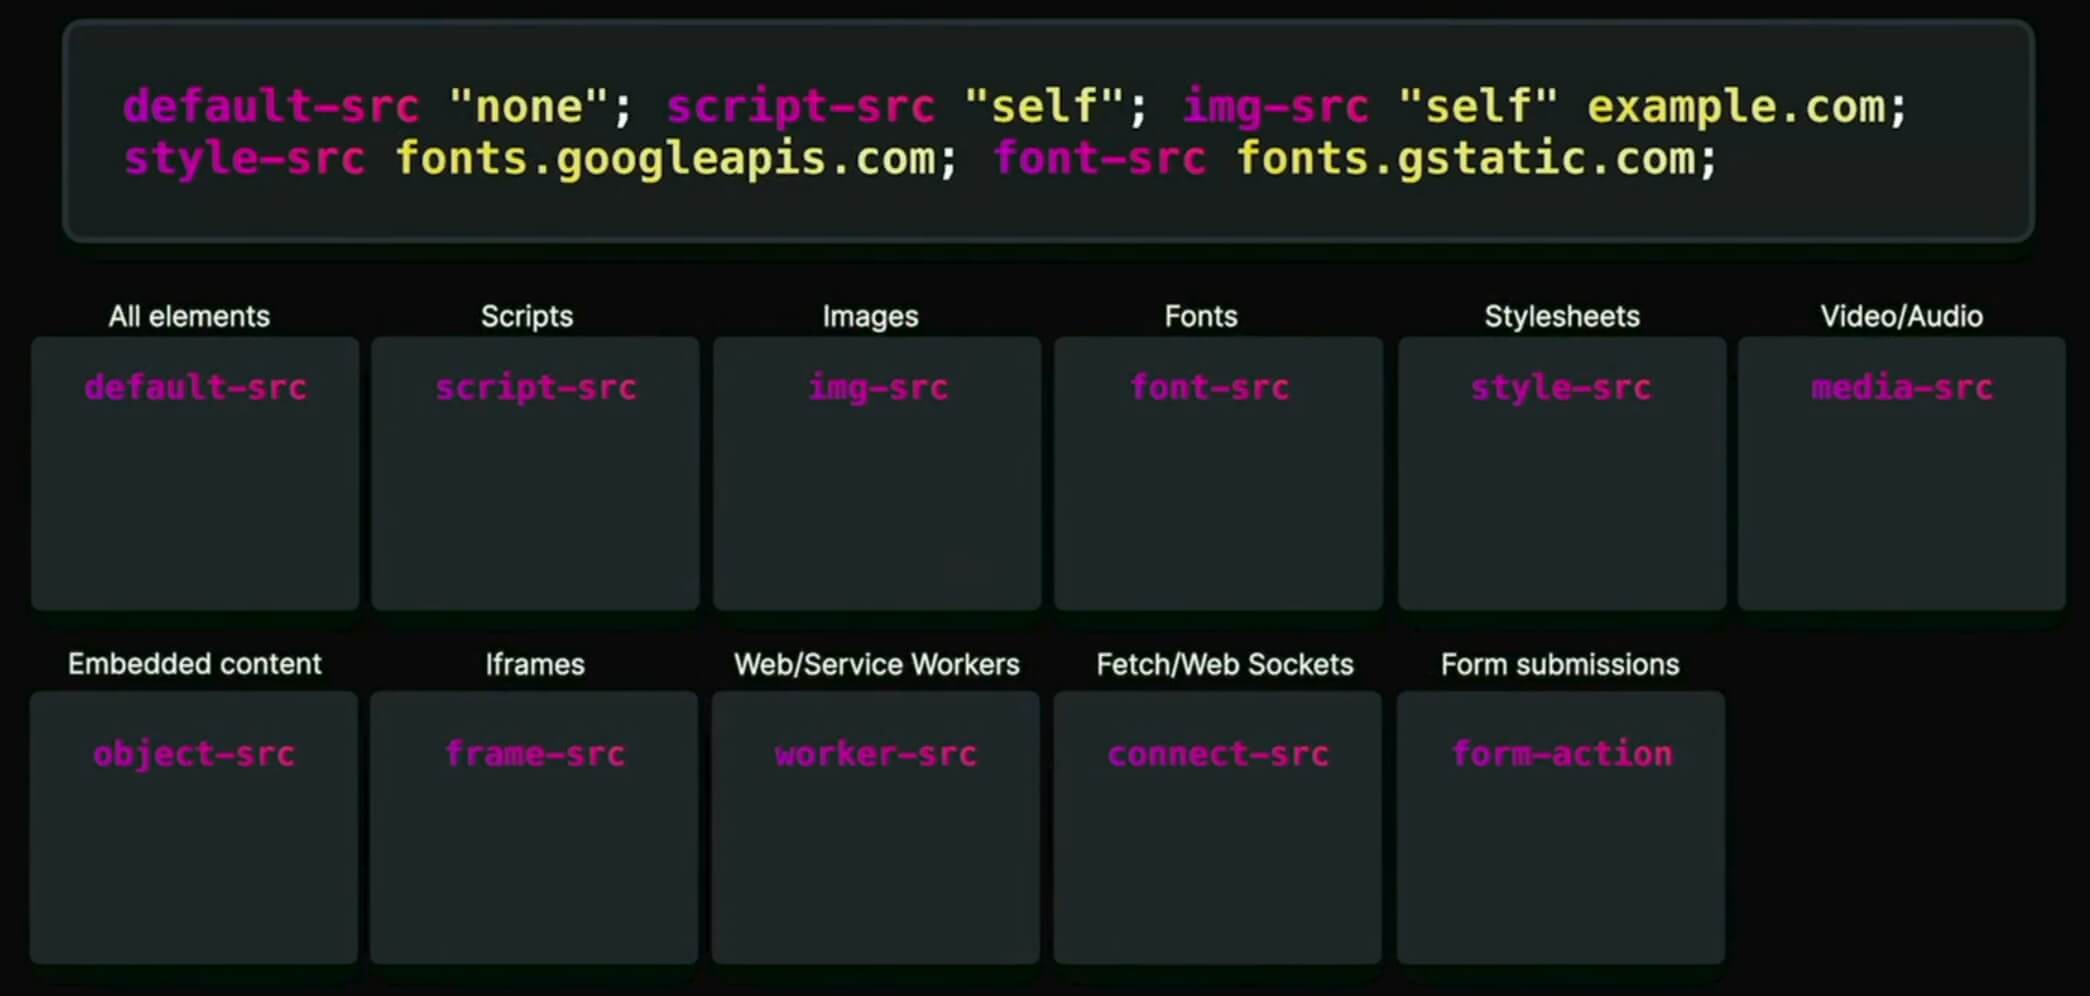 default-src "none"; script-src "self"; img-src "self" example.com;
style-src fonts.googleapis.com; font-src fonts.gstatic.com;
All elements
Scripts
Images
Fonts
Stylesheets
Video/Audio
default-src
script-src
img-src
font-src
style-src
media-src
Embedded content
Iframes
Web/Service Workers
Fetch/Web Sockets
Form submissions
object-src
frame-src
worker-src
connect-src
form-action